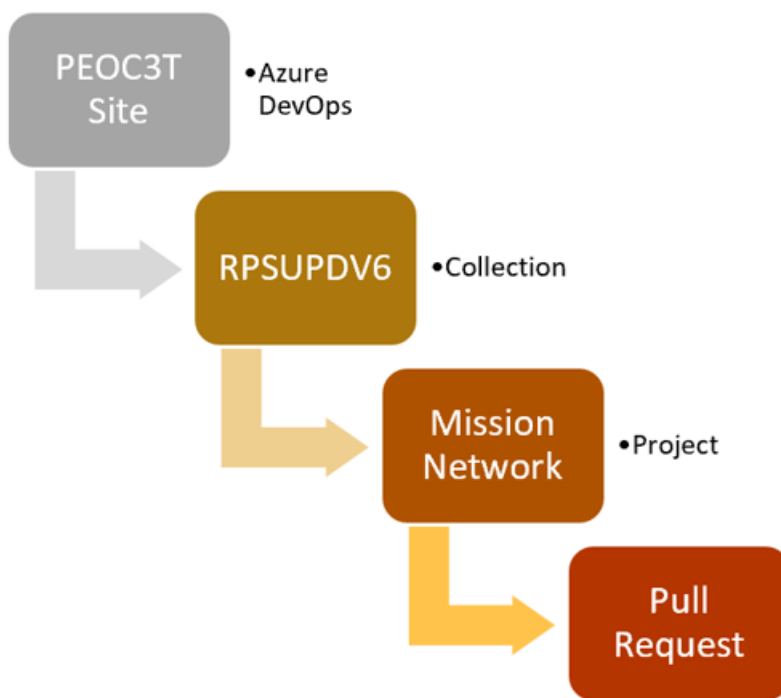 PEOC3T
Site
•Azure
DevOps
RPSUPDV6
•Collection
Mission
Network
•Project
Pull
Request